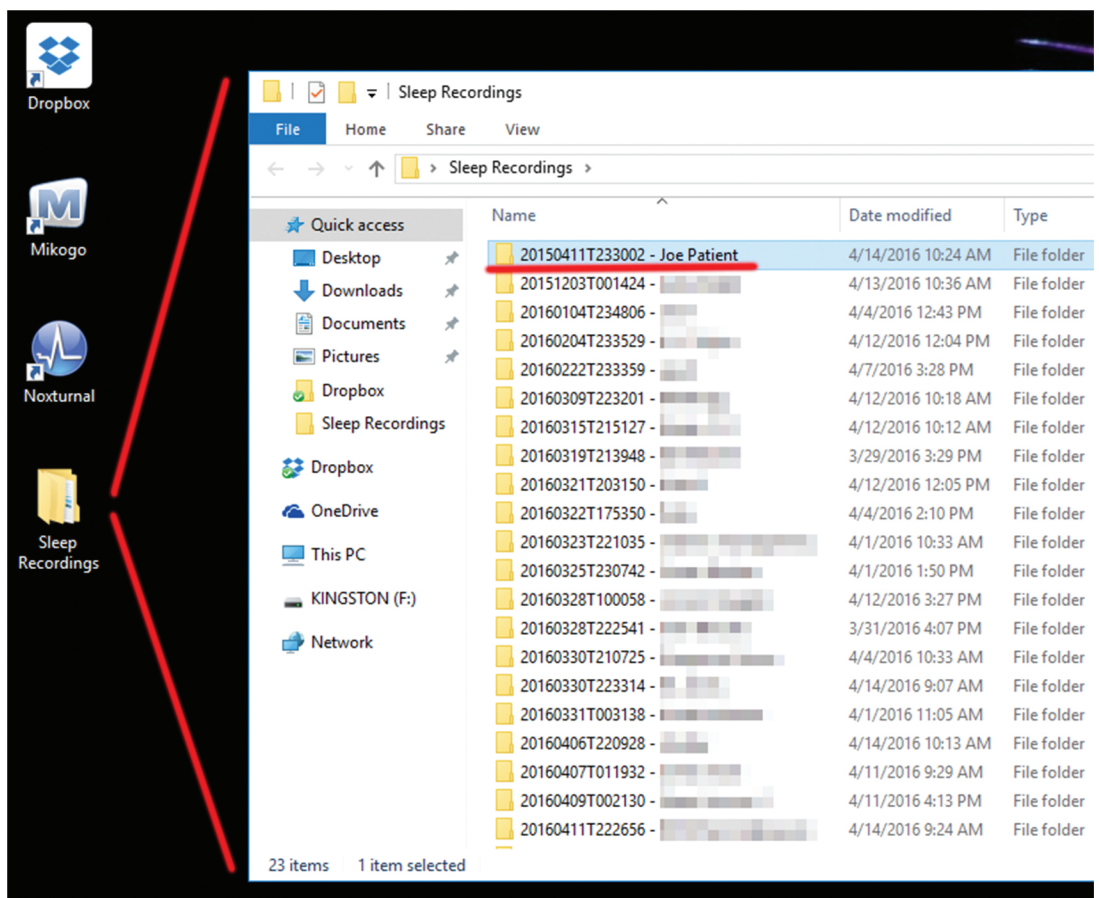 Dropbox
Mikogo
Noxturnal
Sleep
Recordings
Sleep Recordings
File Home Share View
Sleep Recordings
Quick access
Desktop
Downloads
Documents
Pictures
Dropbox
Sleep Recordings
Dropbox
OneDrive
This PC
KINGSTON (F:)
Network
Name Date modified Type
20150411T233002 - Joe Patient 4/14/2016 10:24 AM File folder
20151203T001424 - 4/13/2016 10:36 AM File folder
20160104T234806 - 4/4/2016 12:43 PM File folder
20160204T233529 - 4/12/2016 12:04 PM File folder
20160222T233359 - 4/7/2016 3:28 PM File folder
20160309T223201 - 4/12/2016 10:18 AM File folder
20160315T215127 - 4/12/2016 10:12 AM File folder
20160319T213948 - 3/29/2016 3:29 PM File folder
20160321T203150 - 4/12/2016 12:05 PM File folder
20160322T175350 - 4/4/2016 2:10 PM File folder
20160323T221035 - 4/1/2016 10:33 AM File folder
20160325T230742 - 4/1/2016 1:50 PM File folder
20160328T100058 - 4/12/2016 3:27 PM File folder
20160328T222541 - 3/31/2016 4:07 PM File folder
20160330T210725 - 4/4/2016 10:33 AM File folder
20160330T223314 - 4/14/2016 9:07 AM File folder
20160331T003138 - 4/1/2016 11:05 AM File folder
20160406T220928 - 4/14/2016 10:13 AM File folder
20160407T011932 - 4/11/2016 9:29 AM File folder
20160409T002130 - 4/11/2016 4:13 PM File folder
20160411T222656 - 4/14/2016 9:24 AM File folder
23 items 1 item selected